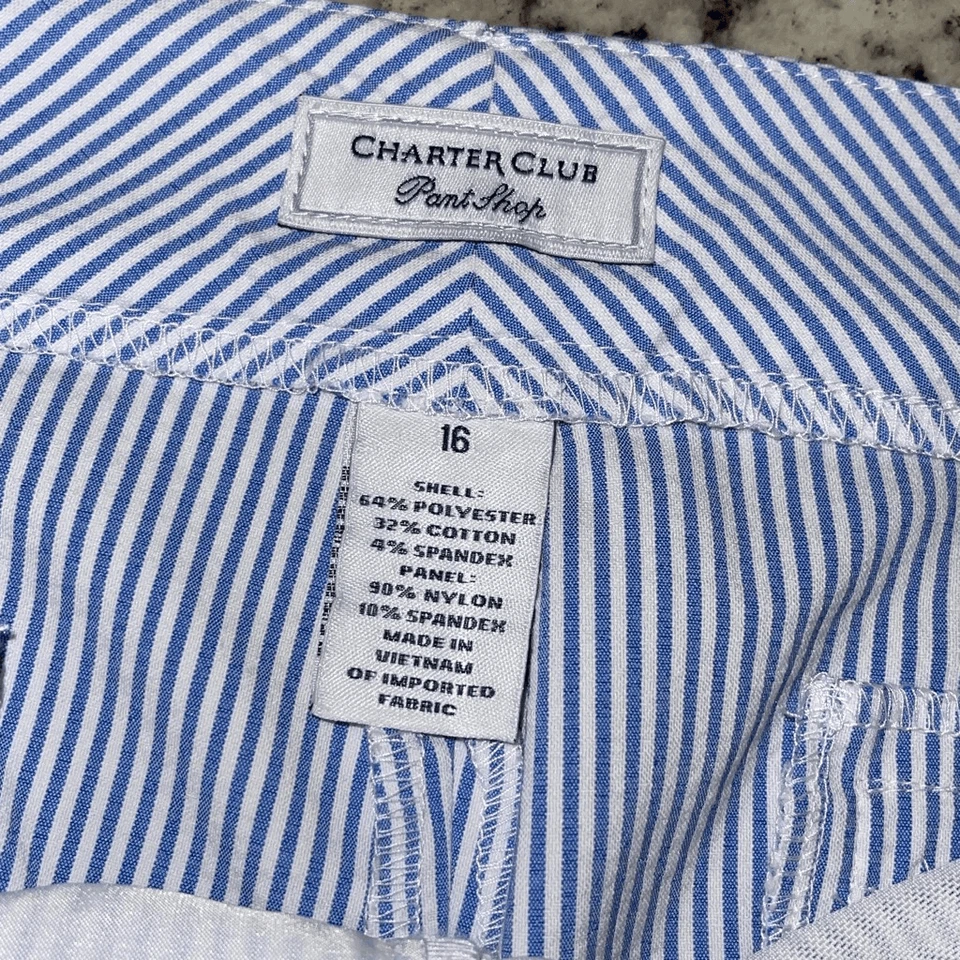 CHARTER CLUB
Pant Shop
16
SHELL:
64% POLYESTER
32% COTTON
4% SPANDEX
PANEL:
90% NYLON
10% SPANDEX
MADE IN
VIETNAM
OF IMPORTED
FABRIC